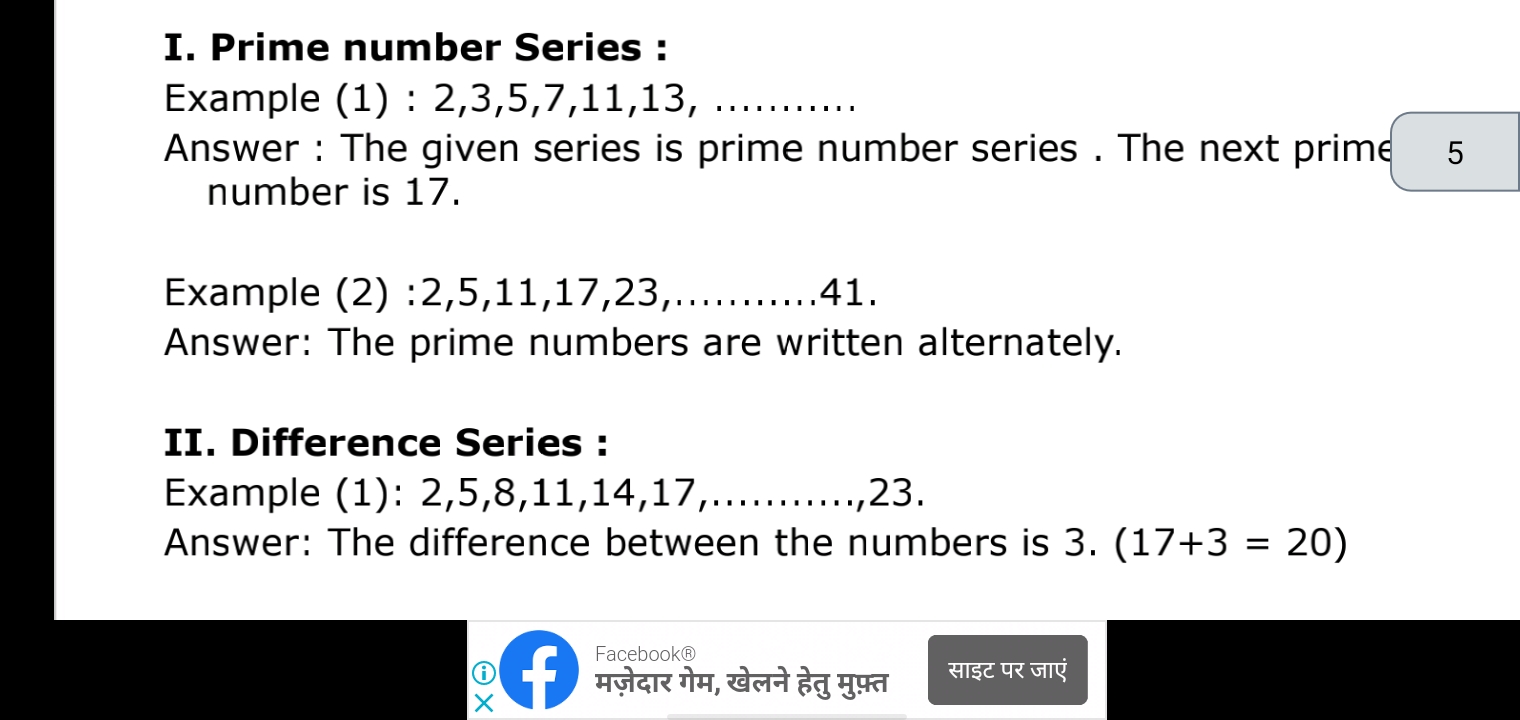 I. Prime number Series :
Example (1) : 2,3,5,7,11,13, ...........
Answer : The given series is prime number series . The next prime
number is 17.
5
Example (2) :2,5,11,17,23,...........41.
Answer: The prime numbers are written alternately.
II. Difference Series :
Example (1): 2,5,8,11,14,17,...........,23.
Answer: The difference between the numbers is 3. (17+3 = 20)
Facebook®
मज़ेदार गेम, खेलने हेतु मुफ़्त
साइट पर जाएं